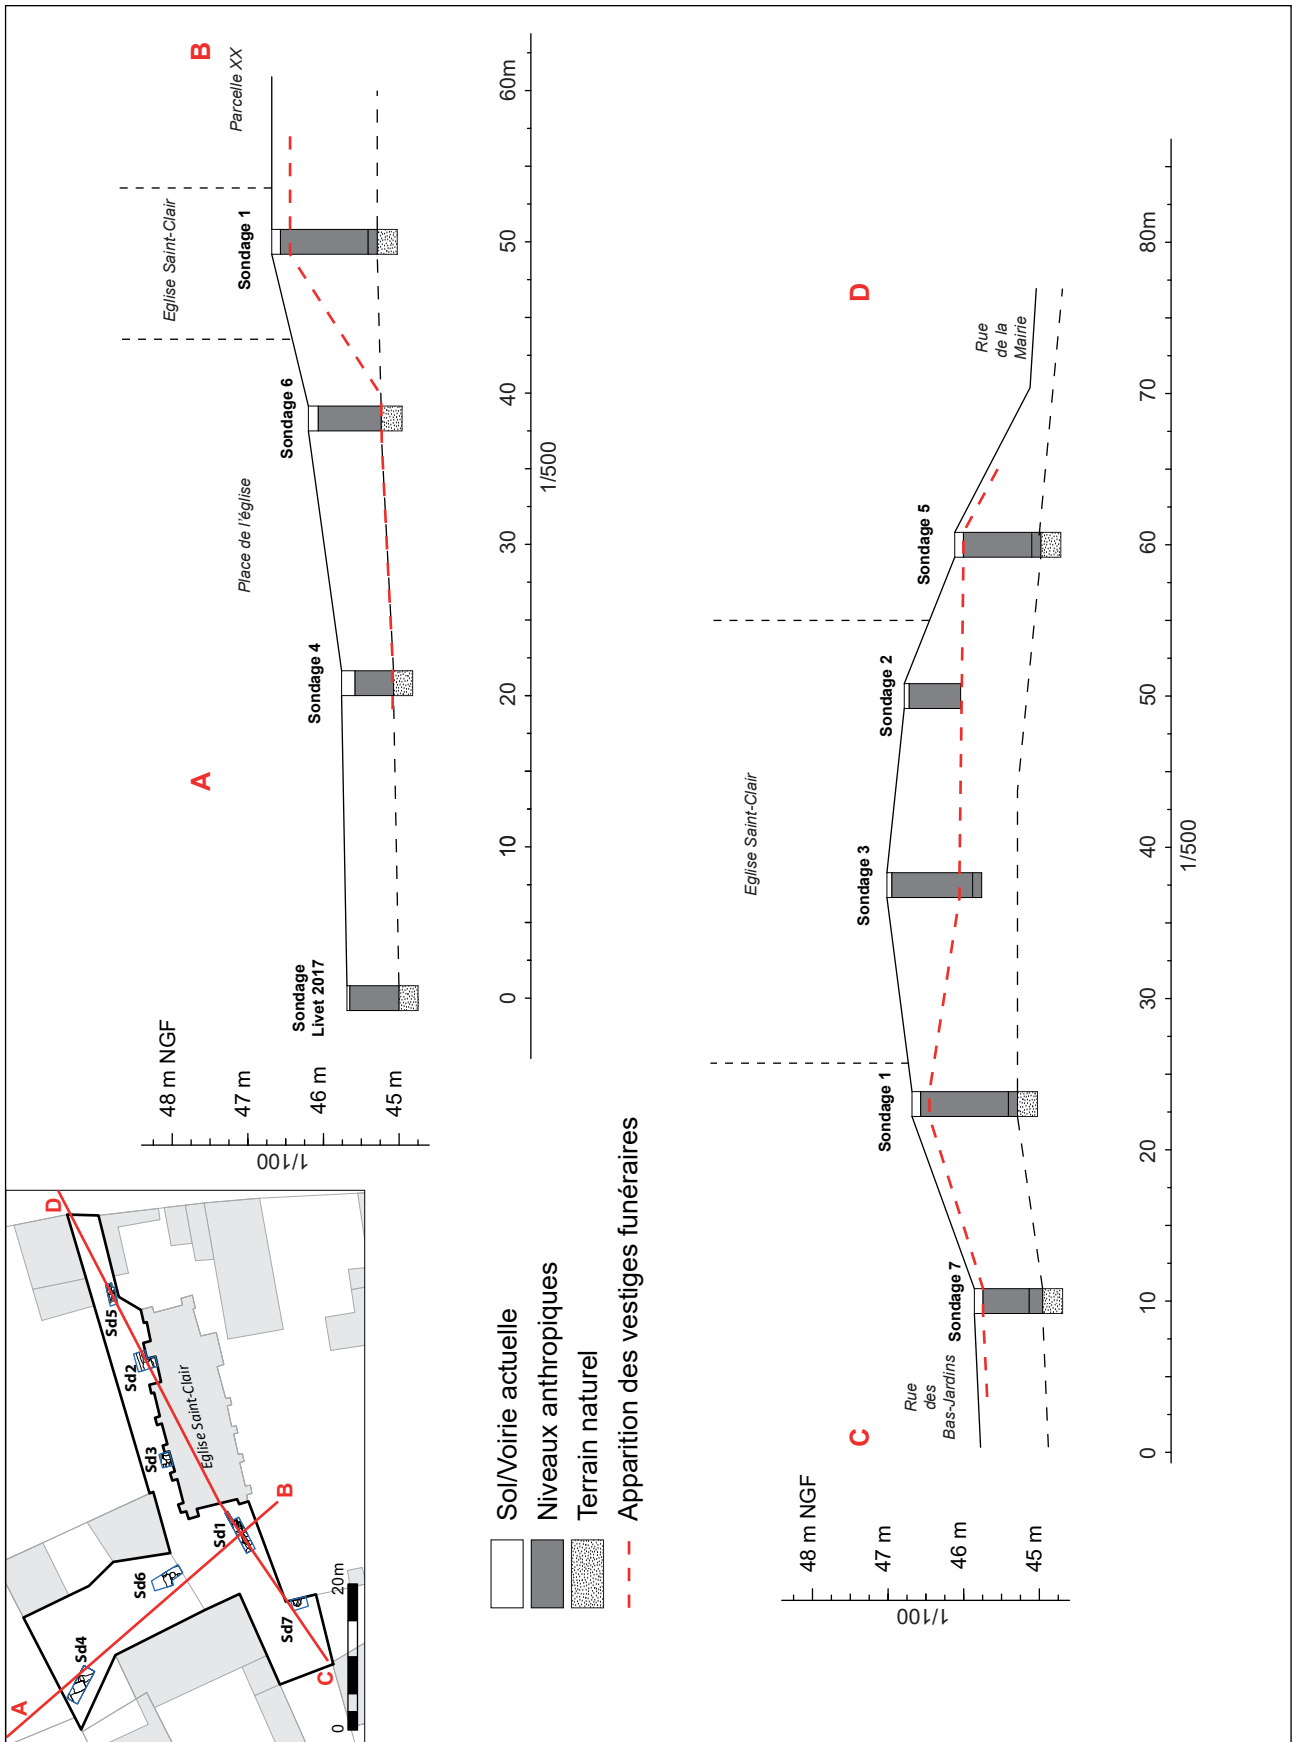 A
B
C
D
Sd4
Sd6
Sd7
Sd1
Sd3
Sd2
Sd5
Eglise Saint-Clair
0
20m
48 m NGF
47 m
46 m
45 m
1/100
A
B
Sondage
Livet 2017
Sondage 4
Place de l'église
Sondage 6
Eglise Saint-Clair
Sondage 1
Parcelle XX
0
10
20
30
40
50
60m
1/500
Sol/Voirie actuelle
Niveaux anthropiques
Terrain naturel
Apparition des vestiges funéraires
48 m NGF
47 m
46 m
45 m
1/100
C
D
Rue
des
Bas-Jardins
Sondage 7
Sondage 1
Sondage 3
Eglise Saint-Clair
Sondage 2
Sondage 5
Rue
de la
Mairie
0
10
20
30
40
50
60
70
80m
1/500